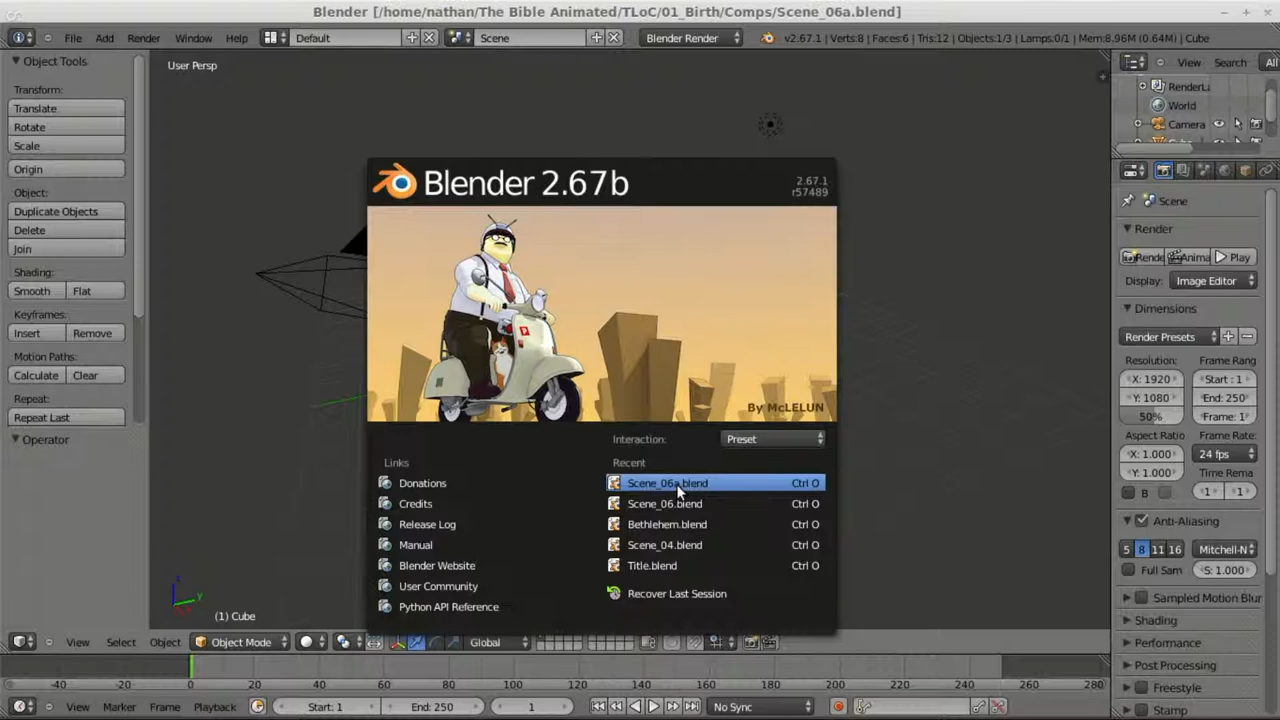 Blender [/home/nathan/The Bible Animated/TLoC/01_Birth/Comps/Scene_06a.blend]
File Add Render Window Help Default Scene Blender Render v2.67.1 | Verts:8 | Faces:6 | Tris:12 | Objects:1/3 | Lamps:0/1 | Mem:8.96M (0.64M) | Cube
Object Tools
Transform:
Translate
Rotate
Scale
Origin
Object:
Duplicate Objects
Delete
Join
Shading:
Smooth Flat
Keyframes:
Insert Remove
Motion Paths:
Calculate Clear
Repeat:
Repeat Last
Operator
User Persp
Blender 2.67b
2.67.1
r57489
By McLELUN
Interaction: Preset
Links
Donations
Credits
Release Log
Manual
Blender Website
User Community
Python API Reference
Recent
Scene_06a.blend Ctrl O
Scene_06.blend Ctrl O
Bethlehem.blend Ctrl O
Scene_04.blend Ctrl O
Title.blend Ctrl O
Recover Last Session
z
y
(1) Cube
View Select Object Object Mode Global
View Search All
RenderLa
World
Camera
Scene
Render
Rende Anima Play
Display: Image Editor
Dimensions
Render Presets
Resolution: Frame Rang
X: 1920 Start: 1
Y: 1080 End: 250
50% Frame: 1
Aspect Ratio Frame Rate:
X: 1.000 24 fps
Y: 1.000 Time Rema
B 1 1
Anti-Aliasing
5 8 11 16 Mitchell-N
Full Sam S: 1.000
Sampled Motion Blur
Shading
Performance
Post Processing
Freestyle
Stamp
-40 -20 0 20 40 60 80 100 120 140 160 180 200 220 240 260 280
View Marker Frame Playback Start: 1 End: 250 1 No Sync